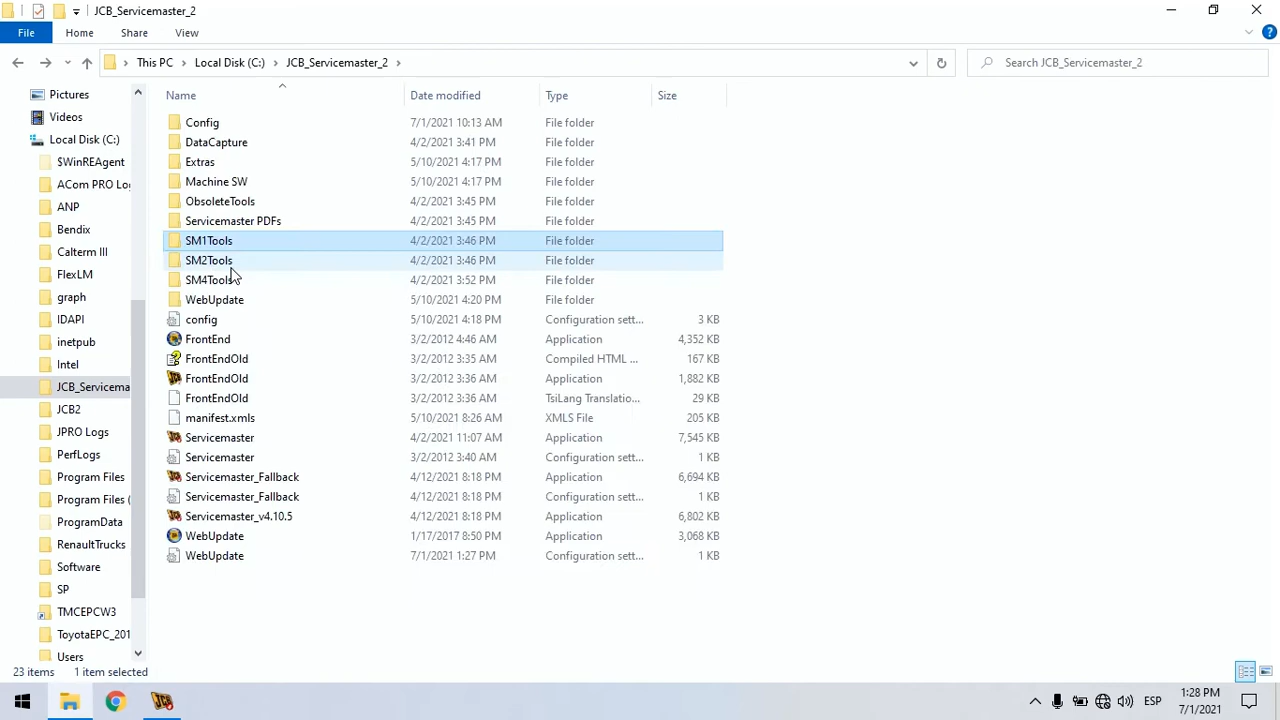 JCB_Servicemaster_2
File Home Share View
This PC Local Disk (C:) JCB_Servicemaster_2 Search JCB_Servicemaster_2
Name Date modified Type Size
Pictures
Videos
Local Disk (C:)
$WinREAgent
ACom PRO Log
ANP
Bendix
Calterm III
FlexLM
graph
IDAPI
inetpub
Intel
JCB_Servicema
JCB2
JPRO Logs
PerfLogs
Program Files
Program Files (
ProgramData
RenaultTrucks
Software
SP
TMCEPCW3
ToyotaEPC_201
Users
Config 7/1/2021 10:13 AM File folder
DataCapture 4/2/2021 3:41 PM File folder
Extras 5/10/2021 4:17 PM File folder
Machine SW 5/10/2021 4:17 PM File folder
ObsoleteTools 4/2/2021 3:45 PM File folder
Servicemaster PDFs 4/2/2021 3:45 PM File folder
SM1Tools 4/2/2021 3:46 PM File folder
SM2Tools 4/2/2021 3:46 PM File folder
SM4Tools 4/2/2021 3:52 PM File folder
WebUpdate 5/10/2021 4:20 PM File folder
config 5/10/2021 4:18 PM Configuration sett... 3 KB
FrontEnd 3/2/2012 4:46 AM Application 4,352 KB
FrontEndOld 3/2/2012 3:35 AM Compiled HTML ... 167 KB
FrontEndOld 3/2/2012 3:36 AM Application 1,882 KB
FrontEndOld 3/2/2012 3:36 AM TsiLang Translatio... 29 KB
manifest.xmls 5/10/2021 8:26 AM XMLS File 205 KB
Servicemaster 4/2/2021 11:07 AM Application 7,545 KB
Servicemaster 3/2/2012 3:40 AM Configuration sett... 1 KB
Servicemaster_Fallback 4/12/2021 8:18 PM Application 6,694 KB
Servicemaster_Fallback 4/12/2021 8:18 PM Configuration sett... 1 KB
Servicemaster_v4.10.5 4/12/2021 8:18 PM Application 6,802 KB
WebUpdate 1/17/2017 8:50 PM Application 3,068 KB
WebUpdate 7/1/2021 1:27 PM Configuration sett... 1 KB
23 items 1 item selected
ESP 1:28 PM
7/1/2021